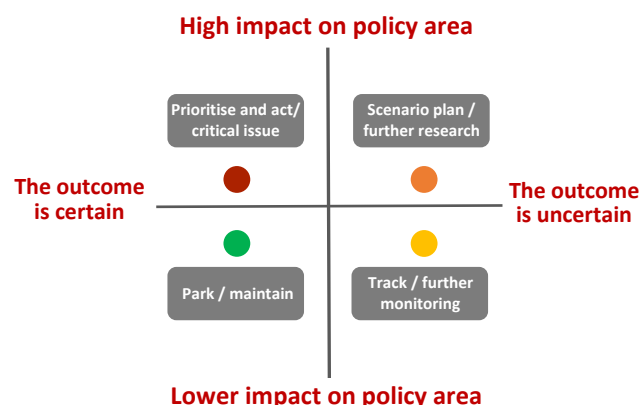 High impact on policy area
Prioritise and act/
critical issue
Scenario plan /
further research
The outcome
is certain
The outcome
is uncertain
Park / maintain
Track / further
monitoring
Lower impact on policy area